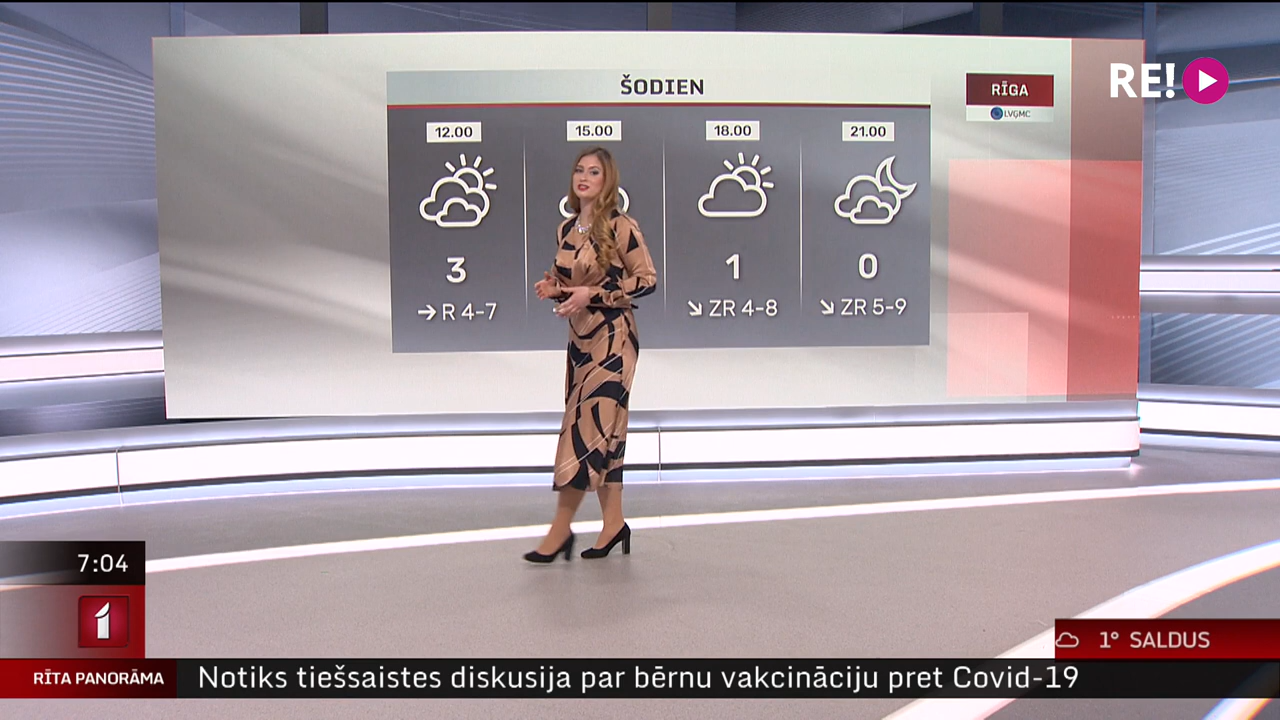 ŠODIEN
RĪGA
LVĢMC
RE!
12.00
15.00
18.00
21.00
3
1
0
→ R 4-7
↘ ZR 4-8
↘ ZR 5-9
7:04
1
1° SALDUS
RĪTA PANORĀMA
Notiks tiešsaistes diskusija par bērnu vakcināciju pret Covid-19